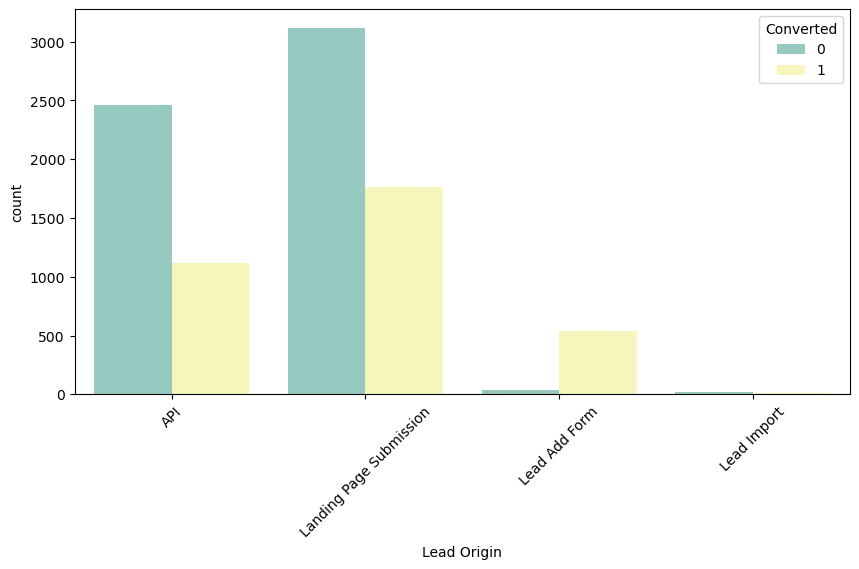 Converted
0
1
3000
2500
2000
1500
1000
500
0
count
API
Landing Page Submission
Lead Add Form
Lead Import
Lead Origin